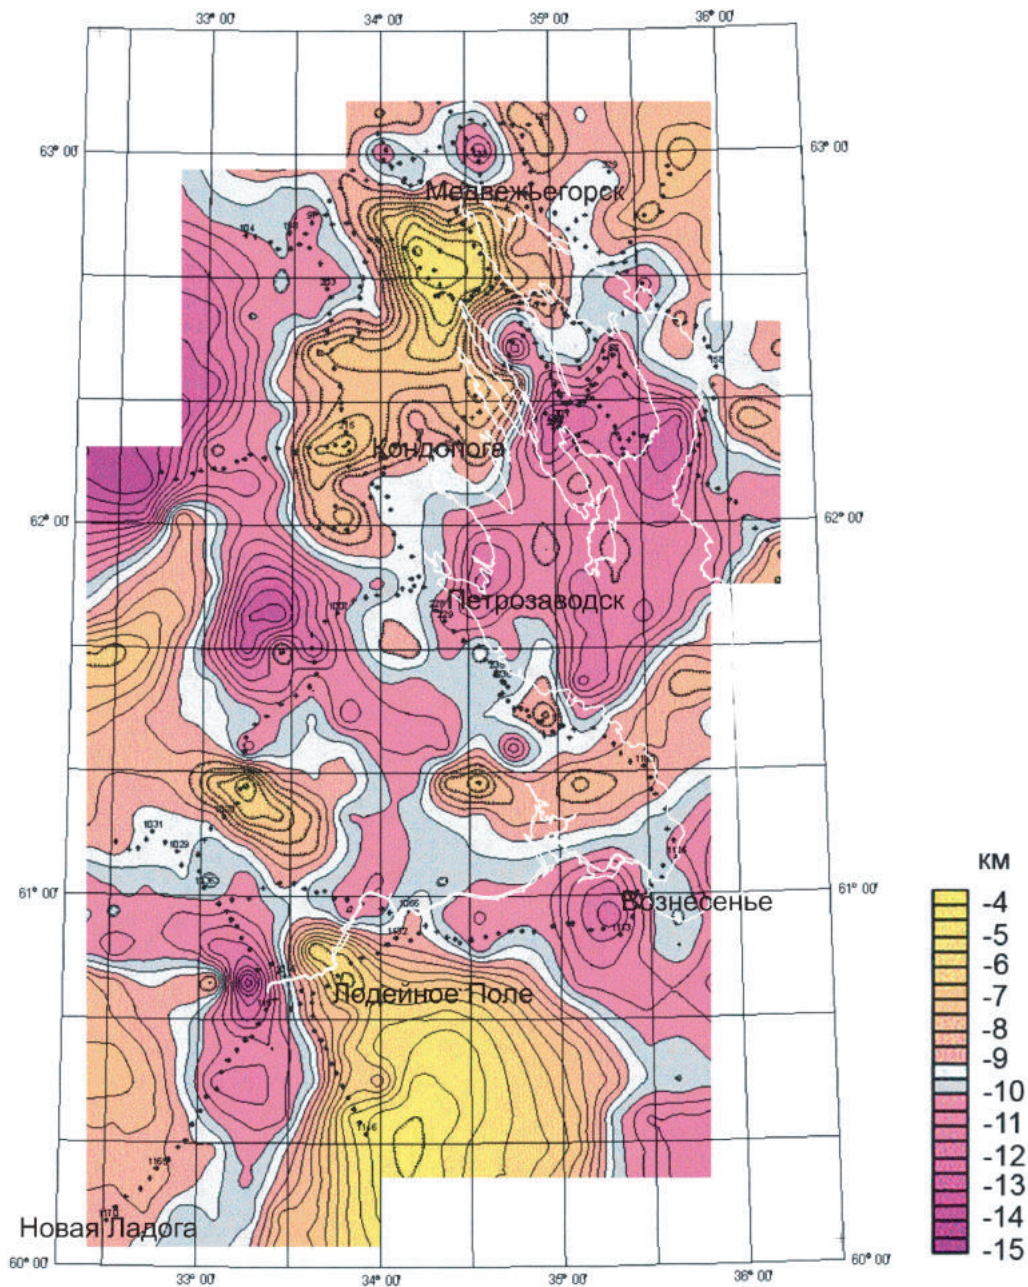 33° 00' 34° 00' 35° 00' 36° 00'
63° 00' 63° 00'
Медвежьегорск
Кондопога
62° 00' 62° 00'
Петрозаводск
61° 00' 61° 00'
Вознесенье
Лодейное Поле
Новая Ладога
60° 00' 60° 00'
33° 00' 34° 00' 35° 00' 36° 00'
км
-4
-5
-6
-7
-8
-9
-10
-11
-12
-13
-14
-15